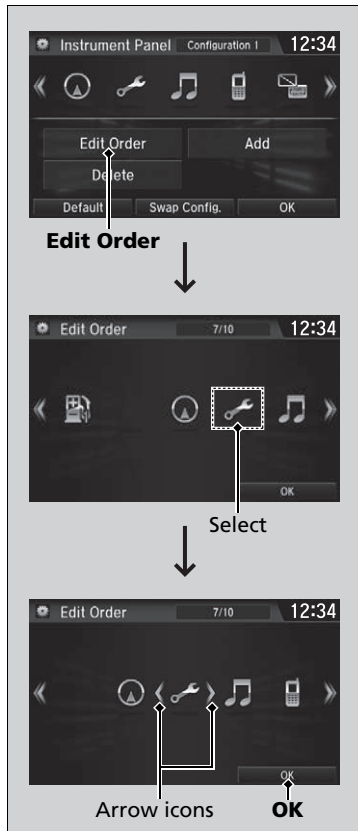 Instrument Panel Configuration 1 12:34
Edit Order Add
Delete
Default Swap Config. OK
Edit Order
Edit Order 7/10 12:34
OK
Select
Edit Order 7/10 12:34
OK
Arrow icons OK